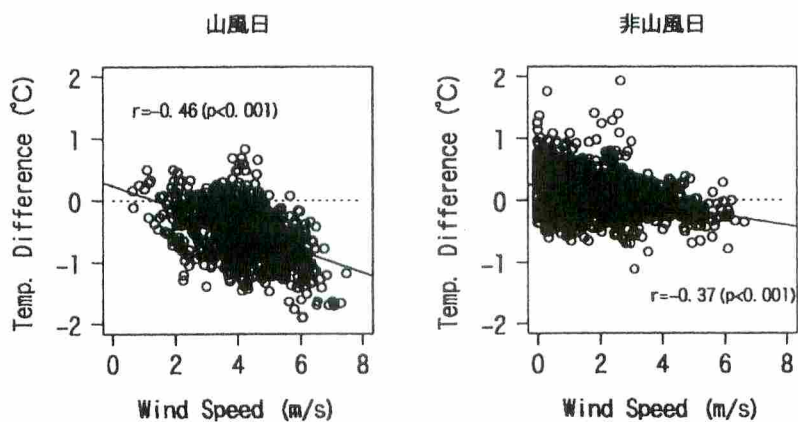 山風日
2
1
0
-1
-2
Temp. Difference (℃)
r=-0.46(p<0.001)
0 2 4 6 8
Wind Speed (m/s)
非山風日
2
1
0
-1
-2
Temp. Difference (℃)
r=-0.37(p<0.001)
0 2 4 6 8
Wind Speed (m/s)